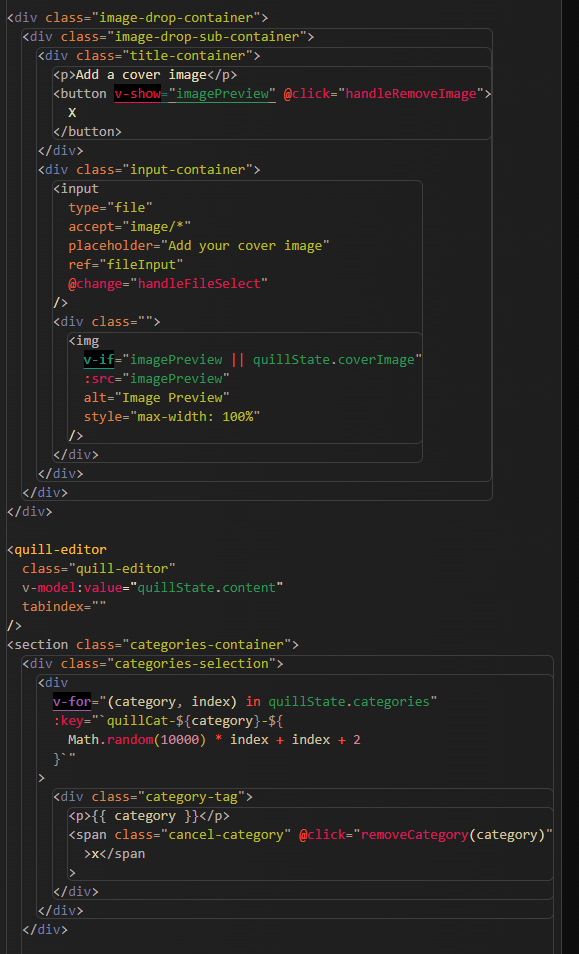 <div class="image-drop-container">
<div class="image-drop-sub-container">
<div class="title-container">
<p>Add a cover image</p>
<button v-show="imagePreview" @click="handleRemoveImage">
X
</button>
</div>
<div class="input-container">
<input
type="file"
accept="image/*"
placeholder="Add your cover image"
ref="fileInput"
@change="handleFileSelect"
/>
<div class="">
<img
v-if="imagePreview || quillState.coverImage"
:src="imagePreview"
alt="Image Preview"
style="max-width: 100%"
/>
</div>
</div>
</div>
</div>
<quill-editor
class="quill-editor"
v-model:value="quillState.content"
tabindex=""
/>
<section class="categories-container">
<div class="categories-selection">
<div
v-for="(category, index) in quillState.categories"
:key="`quillCat-${category}-${
Math.random(10000) * index + index + 2
}`"
>
<div class="category-tag">
<p>{{ category }}</p>
<span class="cancel-category" @click="removeCategory(category)"
>x</span
>
</div>
</div>
</div>